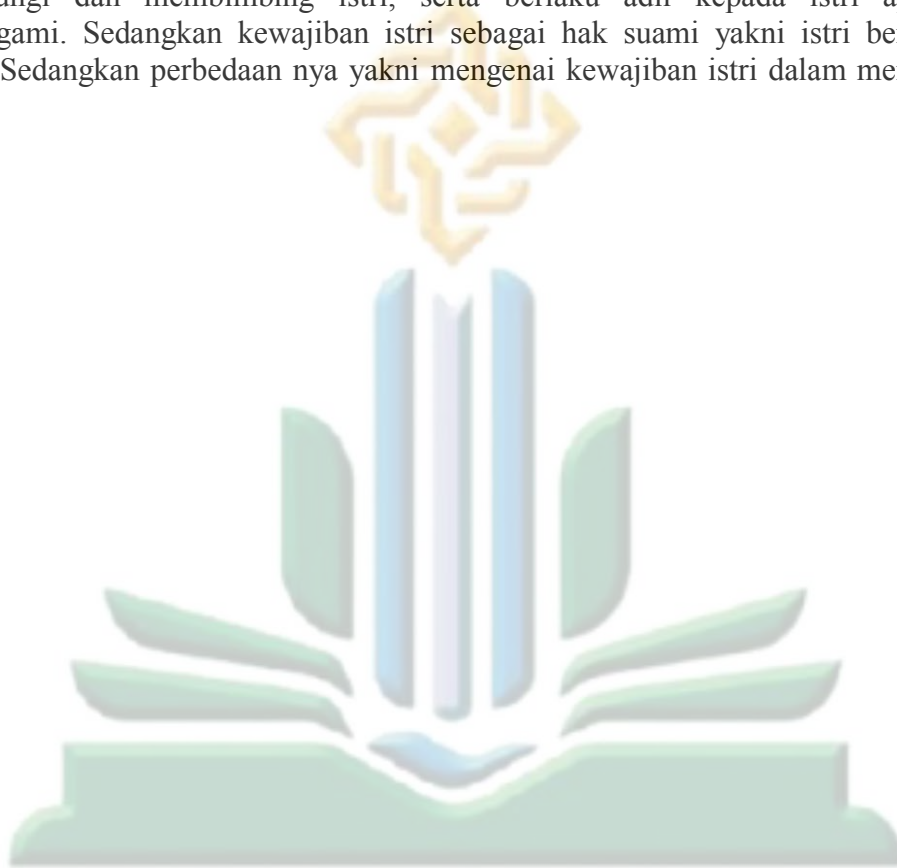 dan membimbing istri, serta berlaku adil kepada istri
Sedangkan kewajiban istri sebagai hak suami yakni istri
Sedangkan perbedaan nya yakni mengenai kewajiban istri dalam